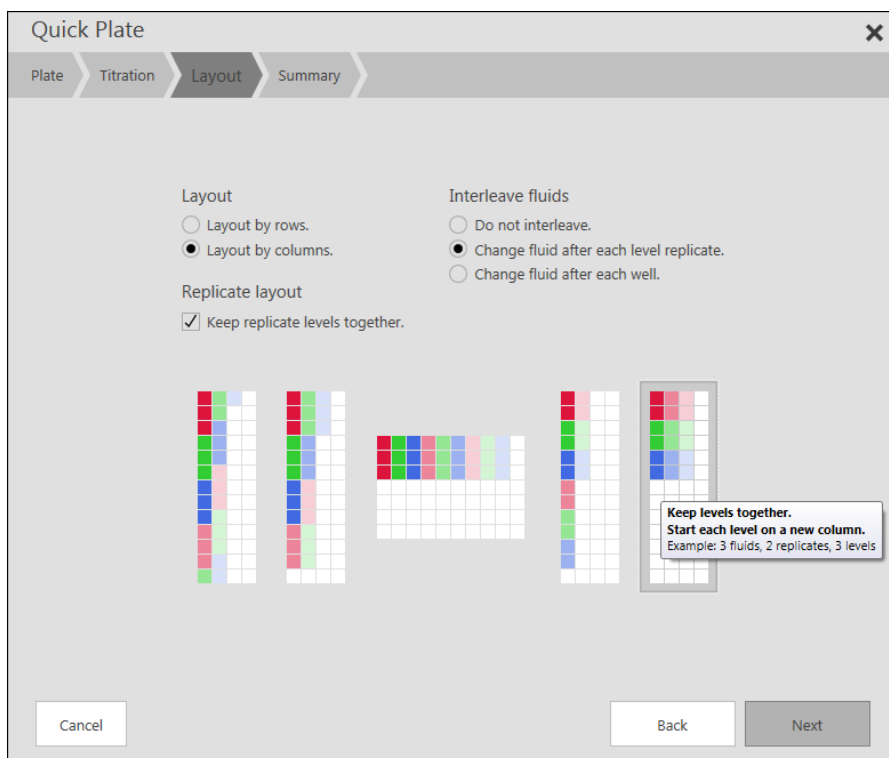 Quick Plate
Plate
Titration
Layout
Summary
Layout
Layout by rows.
Layout by columns.
Replicate layout
Keep replicate levels together.
Interleave fluids
Do not interleave.
Change fluid after each level replicate.
Change fluid after each well.
Keep levels together.
Start each level on a new column.
Example: 3 fluids, 2 replicates, 3 levels
Cancel
Back
Next